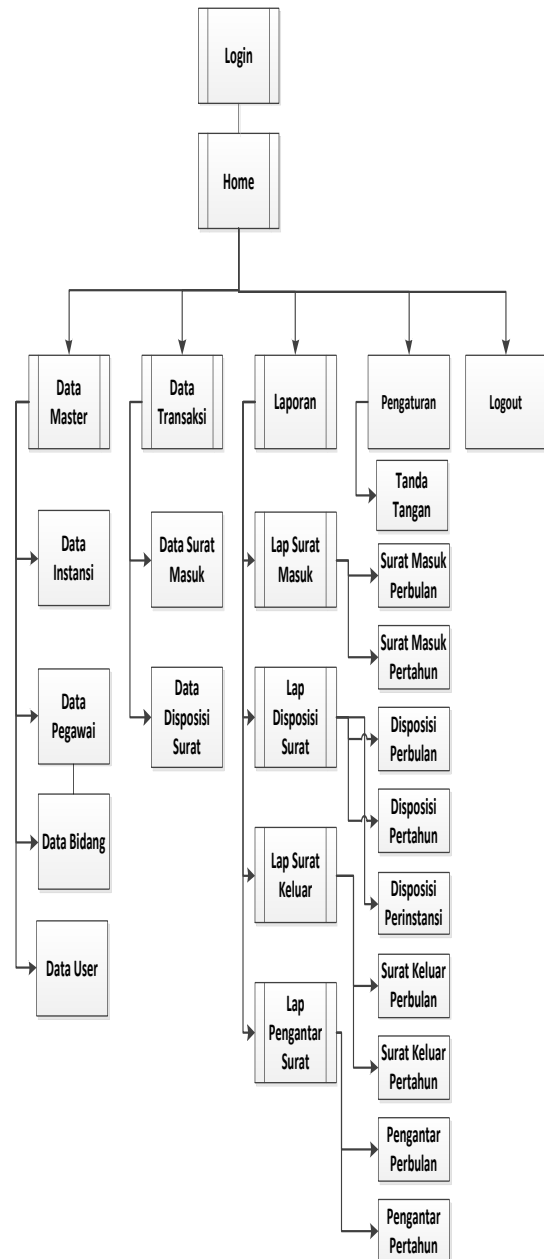 Login
Home
Data
Master
Data
Transaksi
Laporan
Pengaturan
Logout
Data
Instansi
Data
Pegawai
Data Bidang
Data User
Data Surat
Masuk
Data
Disposisi
Surat
Lap Surat
Masuk
Lap
Disposisi
Surat
Lap Surat
Keluar
Lap
Pengantar
Surat
Tanda
Tangan
Surat Masuk
Perbulan
Surat Masuk
Pertahun
Disposisi
Perbulan
Disposisi
Pertahun
Disposisi
Perinstansi
Surat Keluar
Perbulan
Surat Keluar
Pertahun
Pengantar
Perbulan
Pengantar
Pertahun